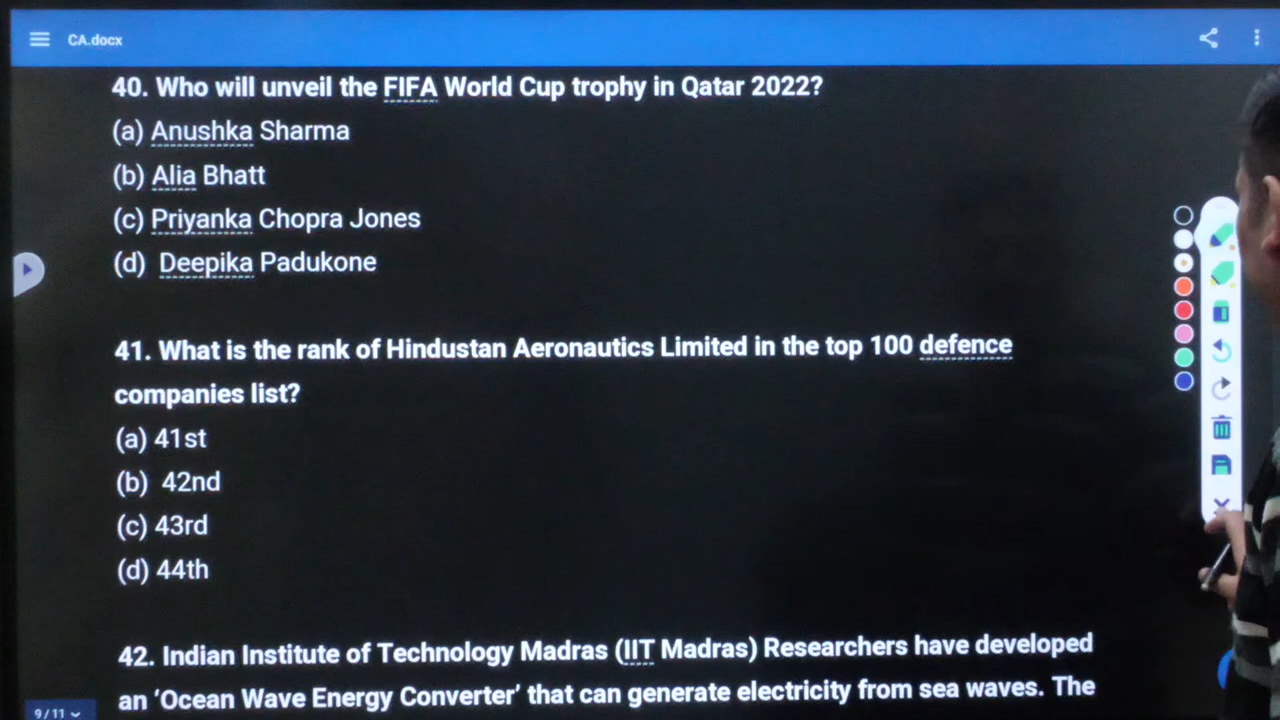 CA.docx
40. Who will unveil the FIFA World Cup trophy in Qatar 2022?
(a) Anushka Sharma
(b) Alia Bhatt
(c) Priyanka Chopra Jones
(d) Deepika Padukone
41. What is the rank of Hindustan Aeronautics Limited in the top 100 defence
companies list?
(a) 41st
(b) 42nd
(c) 43rd
(d) 44th
42. Indian Institute of Technology Madras (IIT Madras) Researchers have developed
an ‘Ocean Wave Energy Converter’ that can generate electricity from sea waves. The
9/11